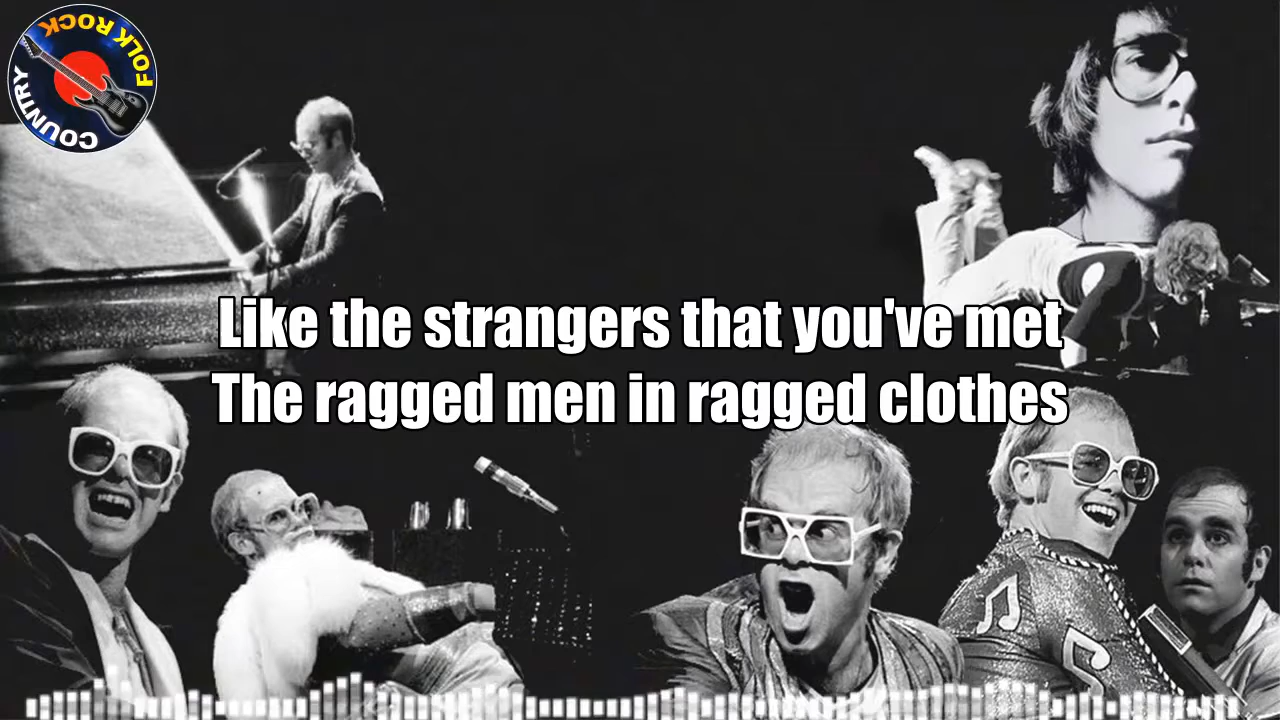 FOLK ROCK
COUNTRY
Like the strangers that you've met
The ragged men in ragged clothes